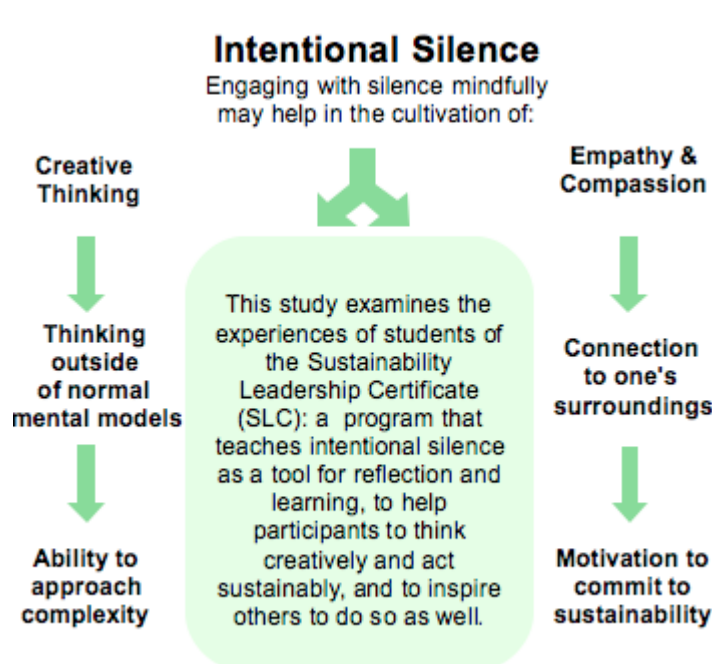 Intentional Silence
Engaging with silence mindfully
may help in the cultivation of:
Creative
Thinking
Thinking
outside
of normal
mental models
Ability to
approach
complexity
This study examines the
experiences of students of
the Sustainability
Leadership Certificate
(SLC): a program that
teaches intentional silence
as a tool for reflection and
learning, to help
participants to think
creatively and act
sustainably, and to inspire
others to do so as well.
Empathy &
Compassion
Connection
to one's
surroundings
Motivation to
commit to
sustainability